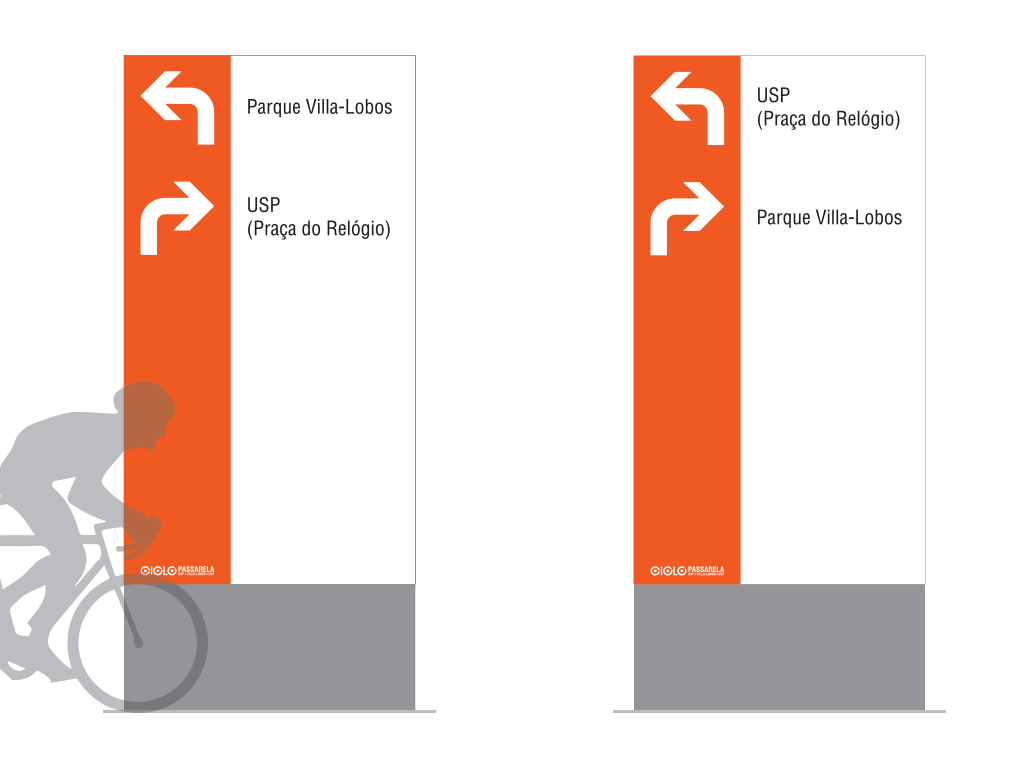 Parque Villa-Lobos
USP
(Praça do Relógio)
CICLO PASSARELA
USP
(Praça do Relógio)
Parque Villa-Lobos
CICLO PASSARELA